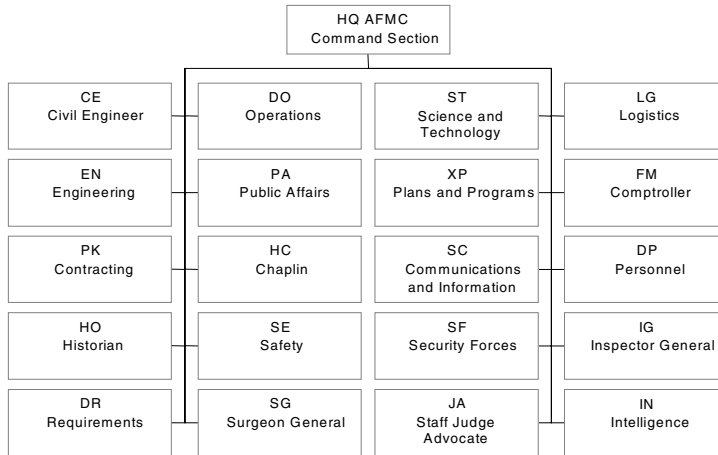 HQ AFMC
Command Section
CE
Civil Engineer
DO
Operations
ST
Science and
Technology
LG
Logistics
EN
Engineering
PA
Public Affairs
XP
Plans and Programs
FM
Comptroller
PK
Contracting
HC
Chaplin
SC
Communications
and Information
DP
Personnel
HO
Historian
SE
Safety
SF
Security Forces
IG
Inspector General
DR
Requirements
SG
Surgeon General
JA
Staff Judge
Advocate
IN
Intelligence